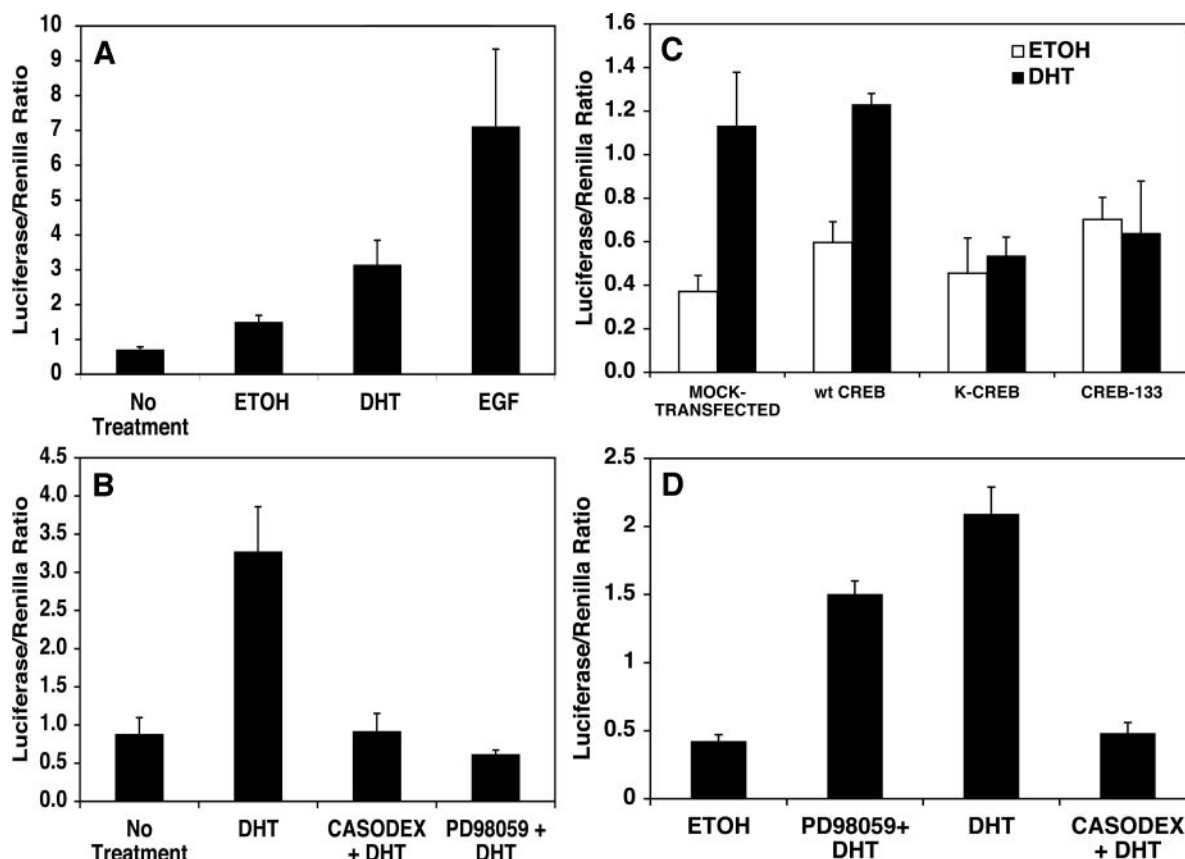 A
Luciferase/Renilla Ratio
10
9
8
7
6
5
4
3
2
1
0
No
Treatment
ETOH
DHT
EGF
C
ETOH
DHT
Luciferase/Renilla Ratio
1.6
1.4
1.2
1.0
0.8
0.6
0.4
0.2
0.0
MOCK-
TRANSFECTED
wt CREB
K-CREB
CREB-133
B
Luciferase/Renilla Ratio
4.5
4.0
3.5
3.0
2.5
2.0
1.5
1.0
0.5
0.0
No
Treatment
DHT
CASODEX
+ DHT
PD98059 +
DHT
D
Luciferase/Renilla Ratio
2.5
2
1.5
1
0.5
0
ETOH
PD98059+
DHT
DHT
CASODEX
+ DHT